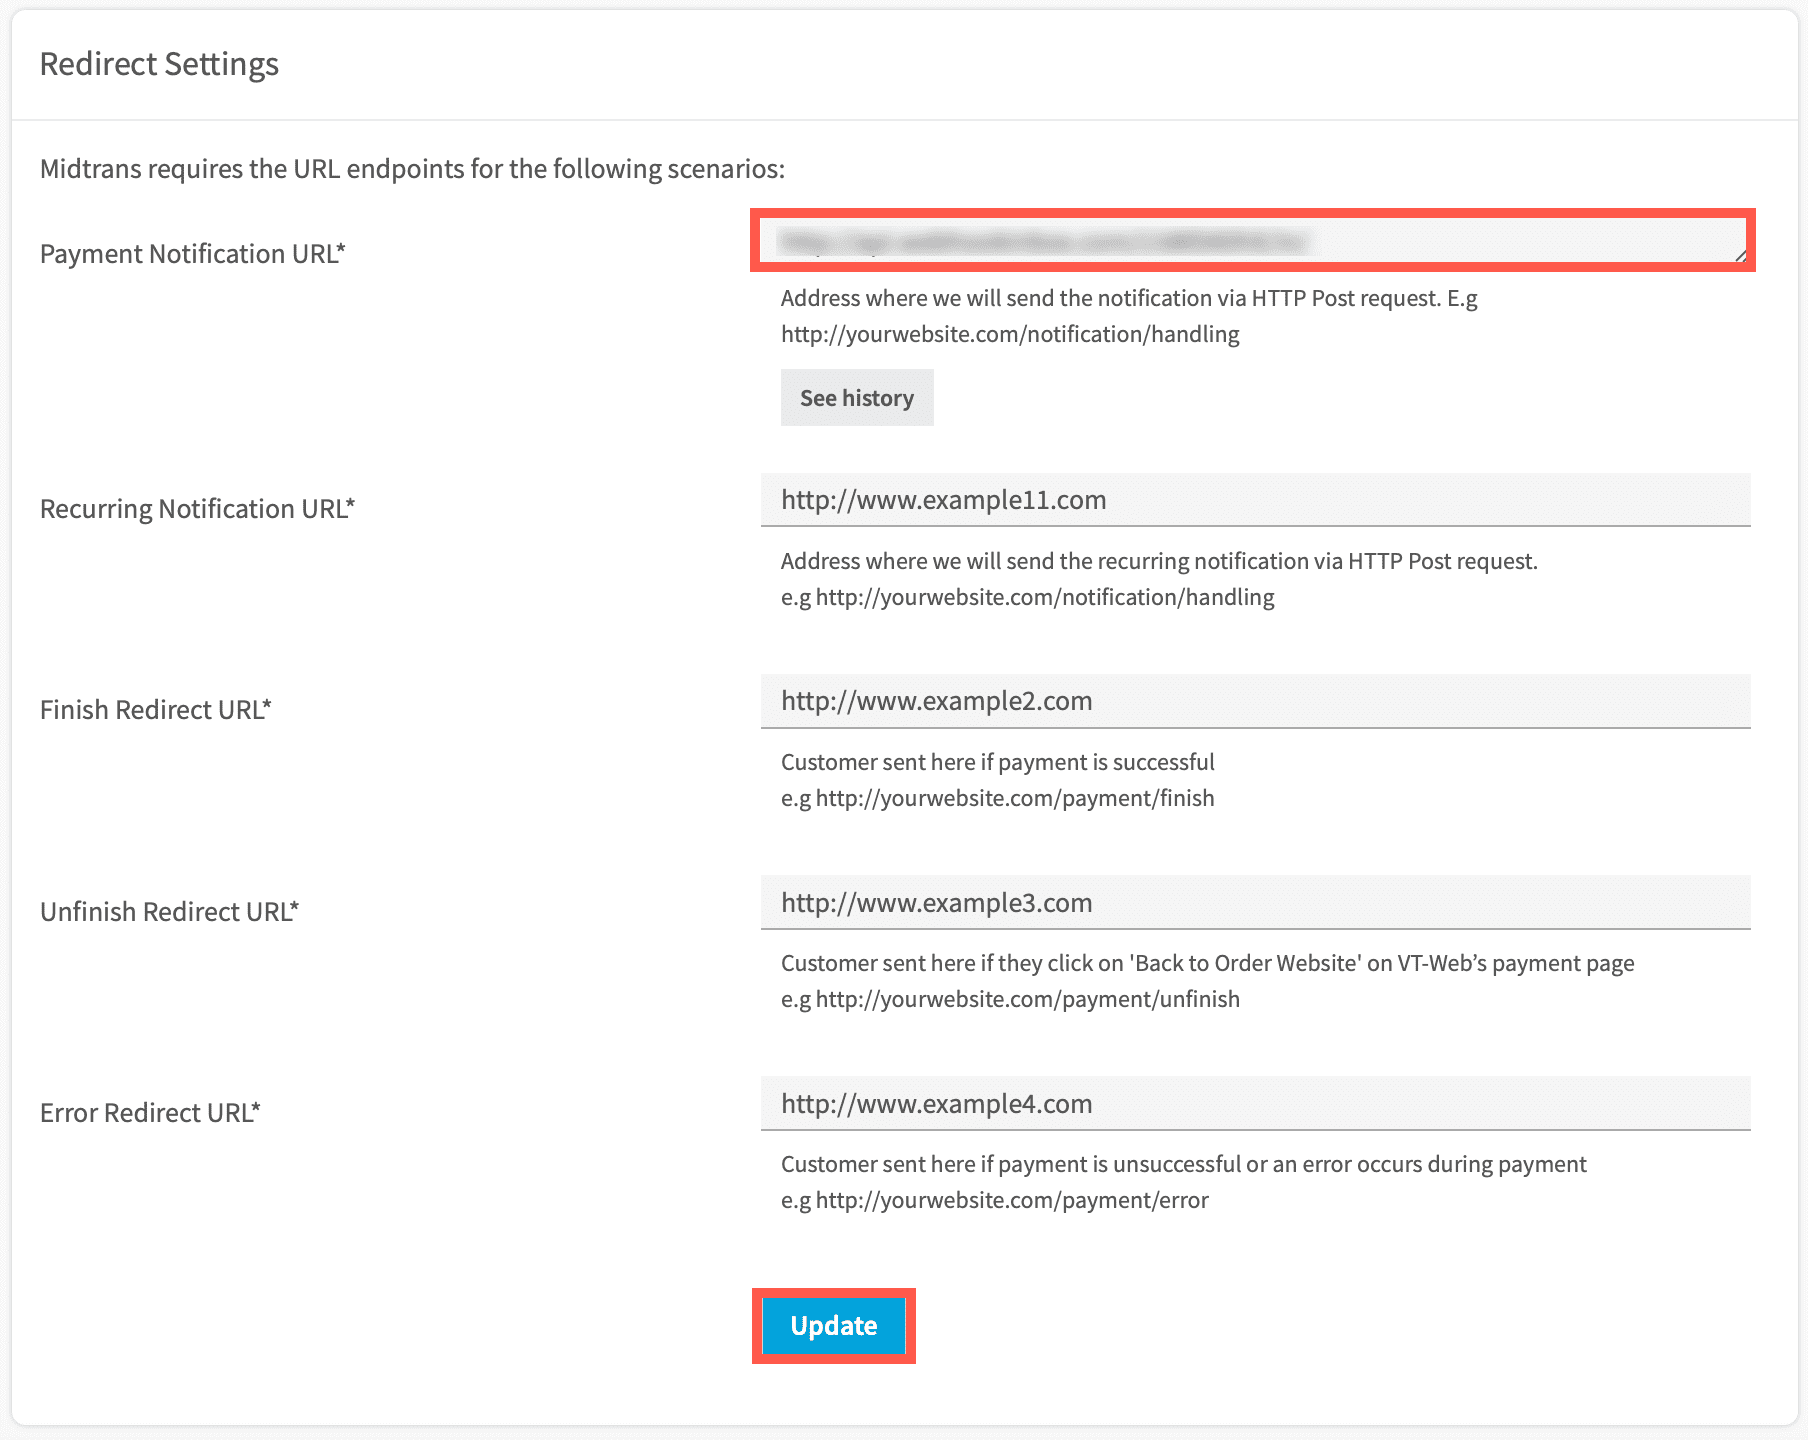 Redirect Settings
Midtrans requires the URL endpoints for the following scenarios:
Payment Notification URL*
Address where we will send the notification via HTTP Post request. E.g
http://yourwebsite.com/notification/handling
See history
Recurring Notification URL*
http://www.example11.com
Address where we will send the recurring notification via HTTP Post request.
e.g http://yourwebsite.com/notification/handling
Finish Redirect URL*
http://www.example2.com
Customer sent here if payment is successful
e.g http://yourwebsite.com/payment/finish
Unfinish Redirect URL*
http://www.example3.com
Customer sent here if they click on 'Back to Order Website' on VT-Web’s payment page
e.g http://yourwebsite.com/payment/unfinish
Error Redirect URL*
http://www.example4.com
Customer sent here if payment is unsuccessful or an error occurs during payment
e.g http://yourwebsite.com/payment/error
Update